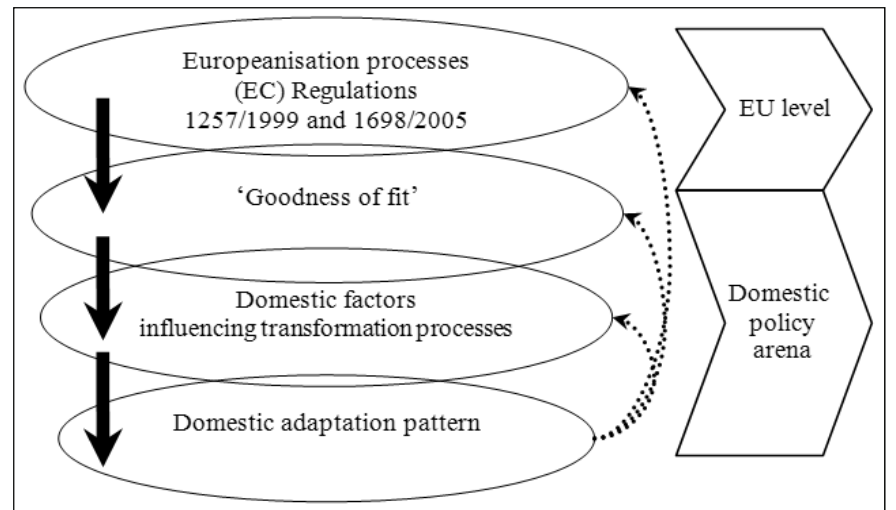 Europeanisation processes
(EC) Regulations
1257/1999 and 1698/2005
EU level
‘Goodness of fit’
Domestic factors
influencing transformation processes
Domestic
policy
arena
Domestic adaptation pattern